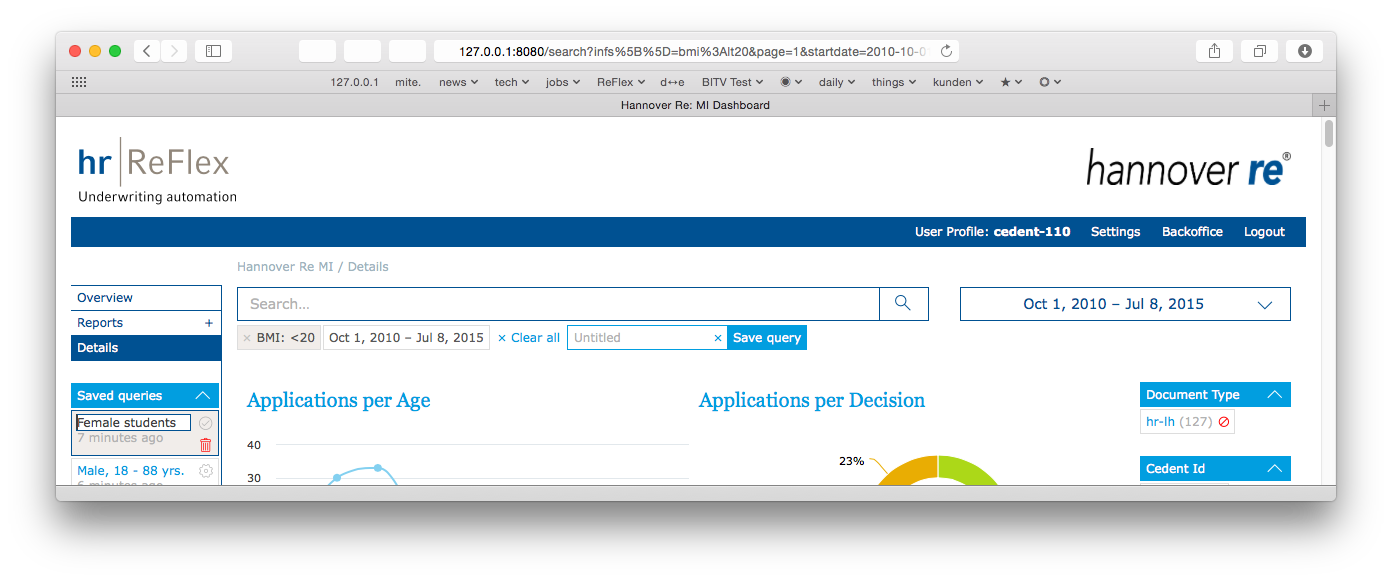 127.0.0.1:8080/search?infs%5B%5D=bmi%3Alt20&page=1&startdate=2010-10-0
127.0.0.1 mite. news tech jobs ReFlex d↔e BITV Test daily things kunden
Hannover Re: MI Dashboard
hr ReFlex
Underwriting automation
hannover re®
User Profile: cedent-110 Settings Backoffice Logout
Hannover Re MI / Details
Overview
Reports +
Details
Search...
Oct 1, 2010 – Jul 8, 2015
× BMI: <20 Oct 1, 2010 – Jul 8, 2015 × Clear all Untitled × Save query
Saved queries
Female students
7 minutes ago
Male, 18 - 88 yrs.
6 minutes ago
Applications per Age
40
30
Applications per Decision
23%
Document Type
hr-lh (127)
Cedent Id